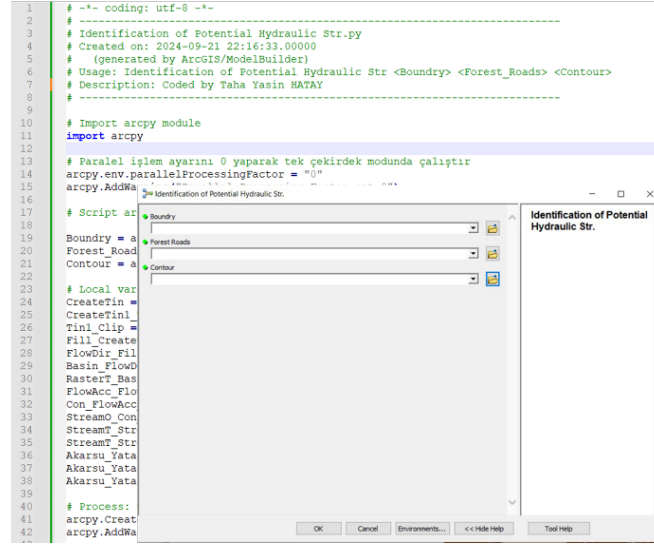 1 # -*- coding: utf-8 -*-
2 # ---------------------------------------------------------------------------
3 # Identification of Potential Hydraulic Str.py
4 # Created on: 2024-09-21 22:16:33.00000
5 #   (generated by ArcGIS/ModelBuilder)
6 # Usage: Identification of Potential Hydraulic Str <Boundry> <Forest_Roads> <Contour>
7 # Description: Coded by Taha Yasin HATAY
8 # ---------------------------------------------------------------------------
9
10 # Import arcpy module
11 import arcpy
12
13 # Paralel işlem ayarını 0 yaparak tek çekirdek modunda çalıştır
14 arcpy.env.parallelProcessingFactor = "0"
15 arcpy.AddWa
16
17 # Script ar
18
19 Boundry = a
20 Forest_Road
21 Contour = a
22
23 # Local var
24 CreateTin =
25 CreateTin1_
26 Tin1_Clip =
27 Fill_Create
28 FlowDir_Fil
29 Basin_FlowD
30 RasterT_Bas
31 FlowAcc_Flo
32 Con_FlowAcc
33 StreamO_Con
34 StreamT_Str
35 StreamT_Str
36 Akarsu_Yata
37 Akarsu_Yata
38 Akarsu_Yata
39
40 # Process:
41 arcpy.Creat
42 arcpy.AddWa
Identification of Potential Hydraulic Str.
Boundry
Forest Roads
Contour
Identification of Potential
Hydraulic Str.
OK Cancel Environments... << Hide Help Tool Help